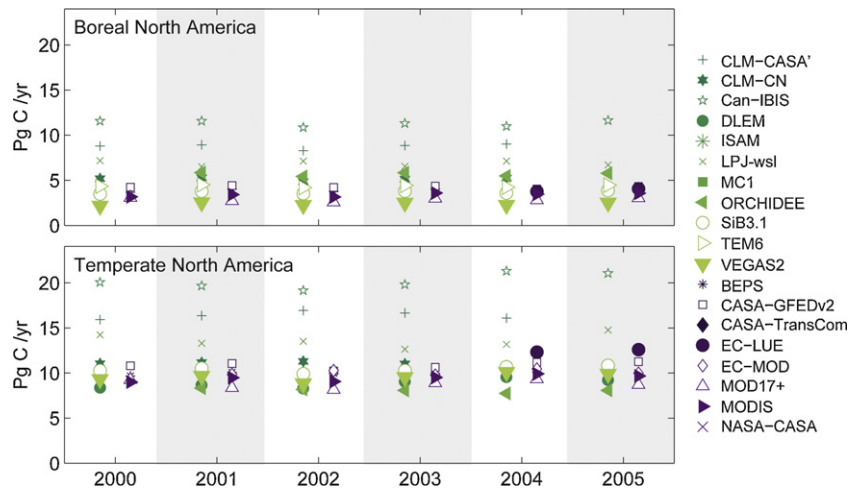 Boreal North America
Pg C /yr
20
15
10
5
0
Temperate North America
Pg C /yr
20
15
10
5
0
2000 2001 2002 2003 2004 2005
CLM−CASA'
CLM−CN
Can−IBIS
DLEM
ISAM
LPJ−wsl
MC1
ORCHIDEE
SiB3.1
TEM6
VEGAS2
BEPS
CASA−GFEDv2
CASA−TransCom
EC−LUE
EC−MOD
MOD17+
MODIS
NASA−CASA